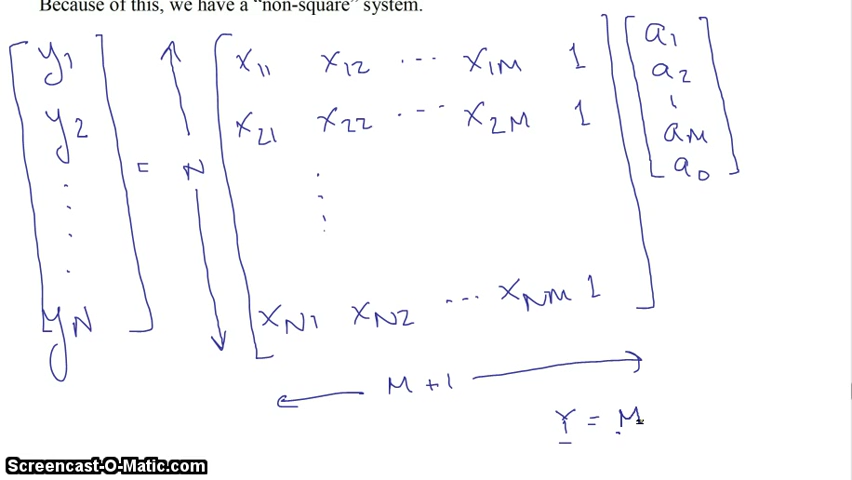 Because of this, we have a "non-square" system.
y1 x11 x12 ... x1M 1 a1
y2 x21 x22 ... x2M 1 a2
= N aM
a0
yN xN1 xN2 ... xNM 1
M+1
Y = M
Screencast-O-Matic.com